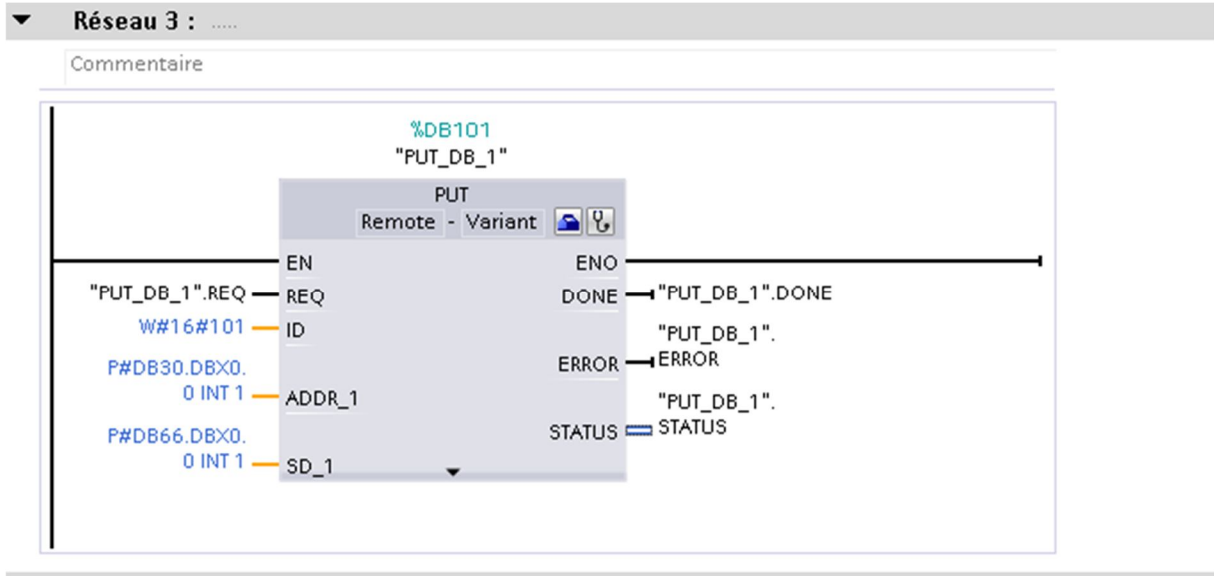 Réseau 3 : .....
Commentaire
%DB101
"PUT_DB_1"
PUT
Remote - Variant
EN
ENO
"PUT_DB_1".REQ
REQ
DONE
"PUT_DB_1".DONE
W#16#101
ID
"PUT_DB_1".
ERROR
ERROR
P#DB30.DBX0.
0 INT 1
ADDR_1
"PUT_DB_1".
STATUS
STATUS
P#DB66.DBX0.
0 INT 1
SD_1